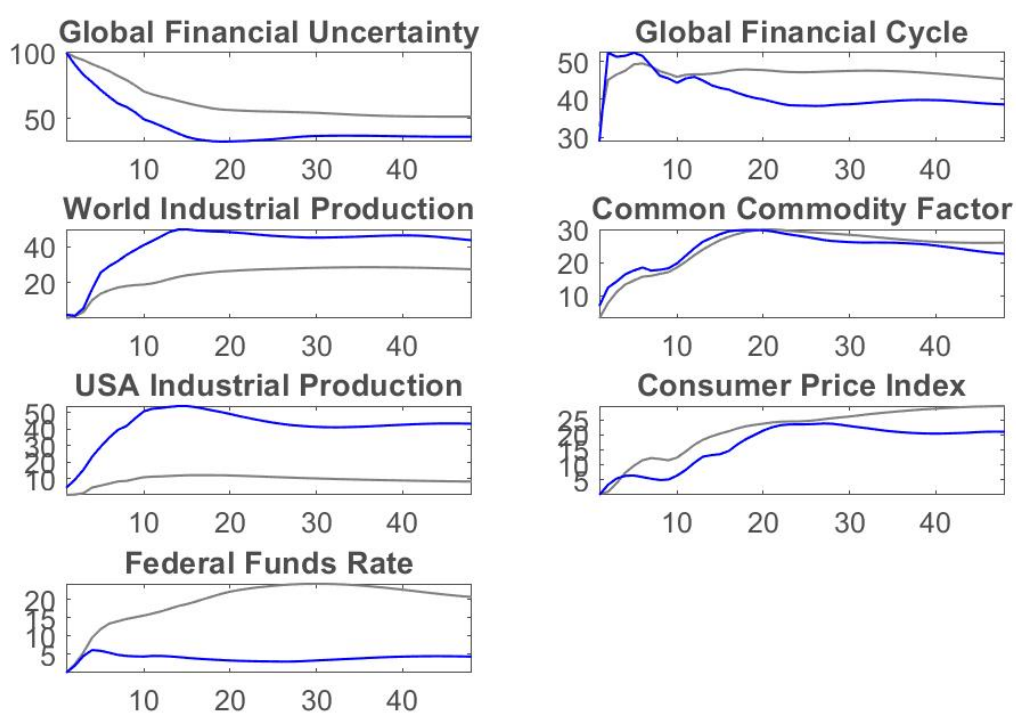 Global Financial Uncertainty
100
50
10 20 30 40
Global Financial Cycle
50
40
30
10 20 30 40
World Industrial Production
40
20
10 20 30 40
Common Commodity Factor
30
20
10
10 20 30 40
USA Industrial Production
50
40
30
20
10
10 20 30 40
Consumer Price Index
25
20
15
10
5
10 20 30 40
Federal Funds Rate
20
15
10
5
10 20 30 40